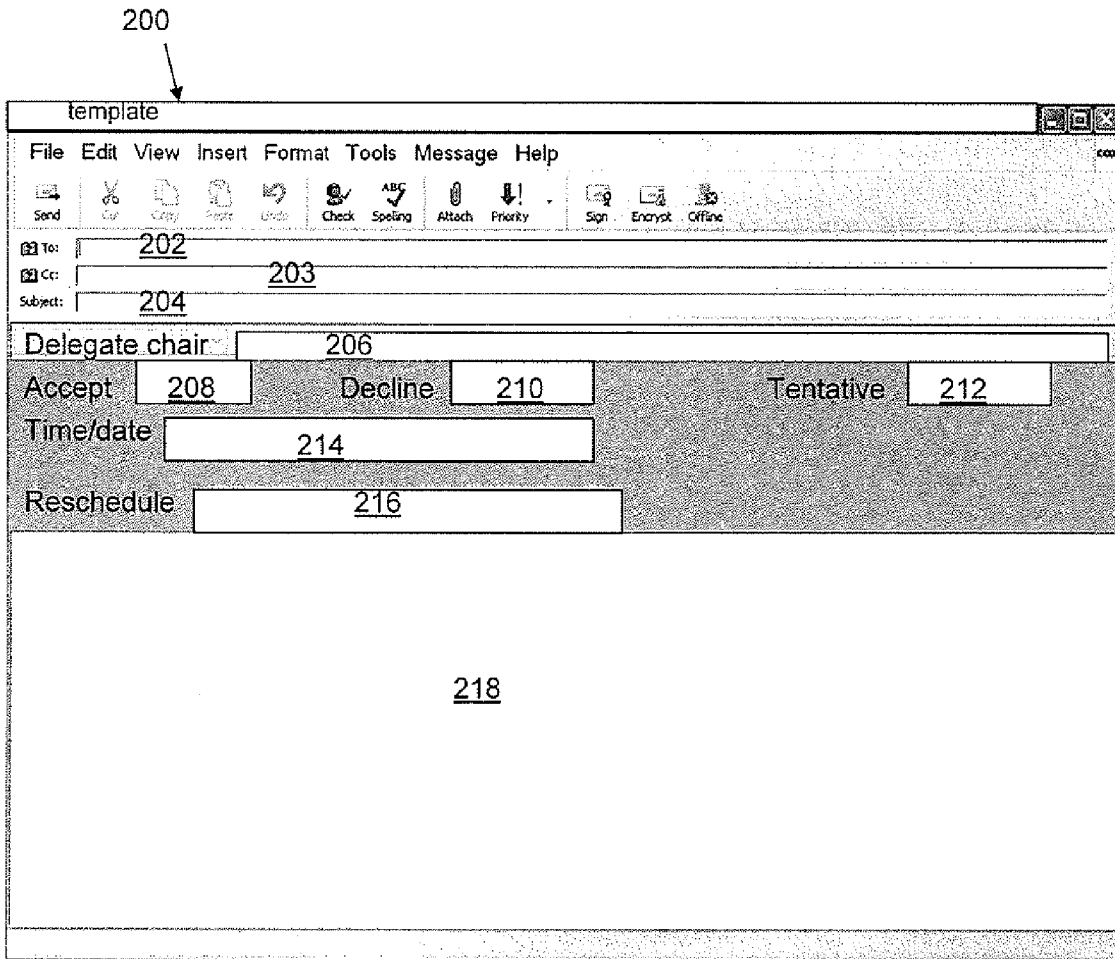 200
template
File Edit View Insert Format Tools Message Help
Send Cut Copy Paste Undo Check Spelling Attach Priority Sign Encrypt Offline
To: 202
Cc: 203
Subject: 204
Delegate chair 206
Accept 208 Decline 210 Tentative 212
Time/date 214
Reschedule 216
218